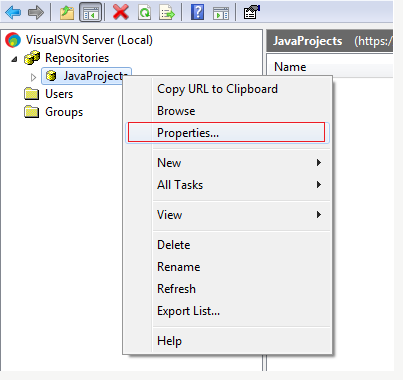 VisualSVN Server (Local)
Repositories
JavaProjects
Users
Groups
JavaProjects (https:/
Name
Copy URL to Clipboard
Browse
Properties...
New
All Tasks
View
Delete
Rename
Refresh
Export List...
Help